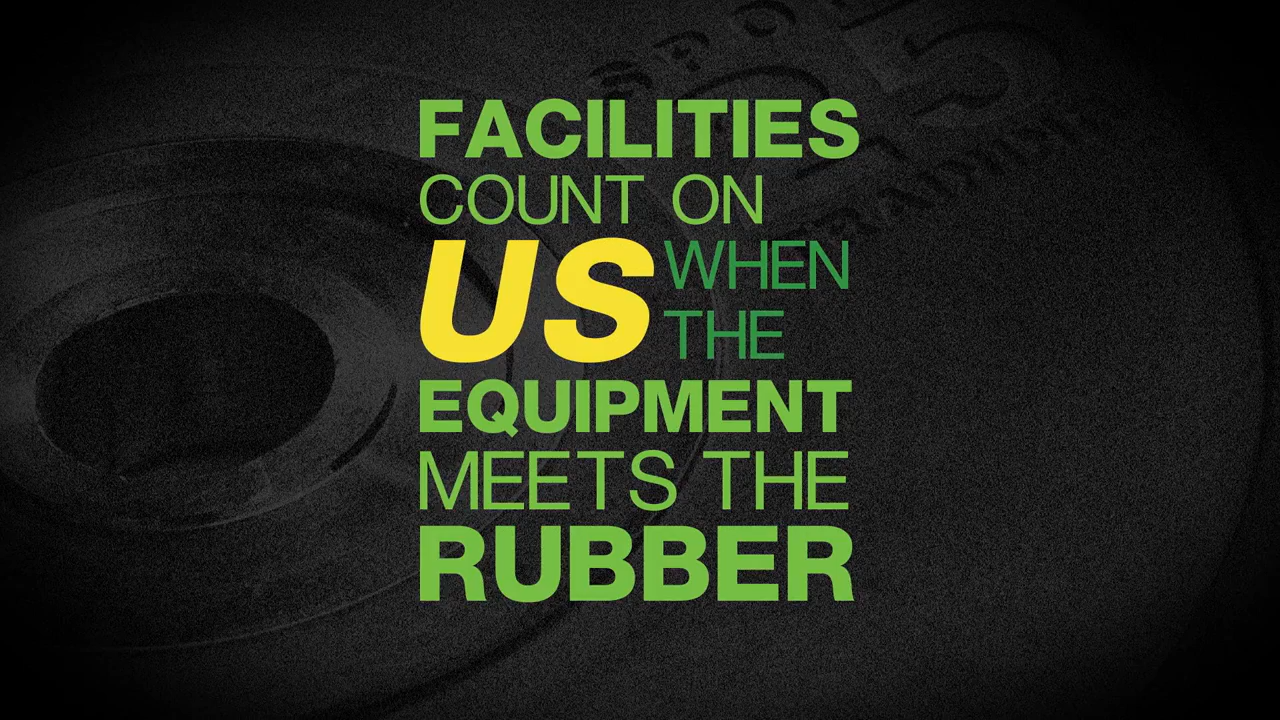 FACILITIES
COUNT ON
US WHEN
THE
EQUIPMENT
MEETS THE
RUBBER